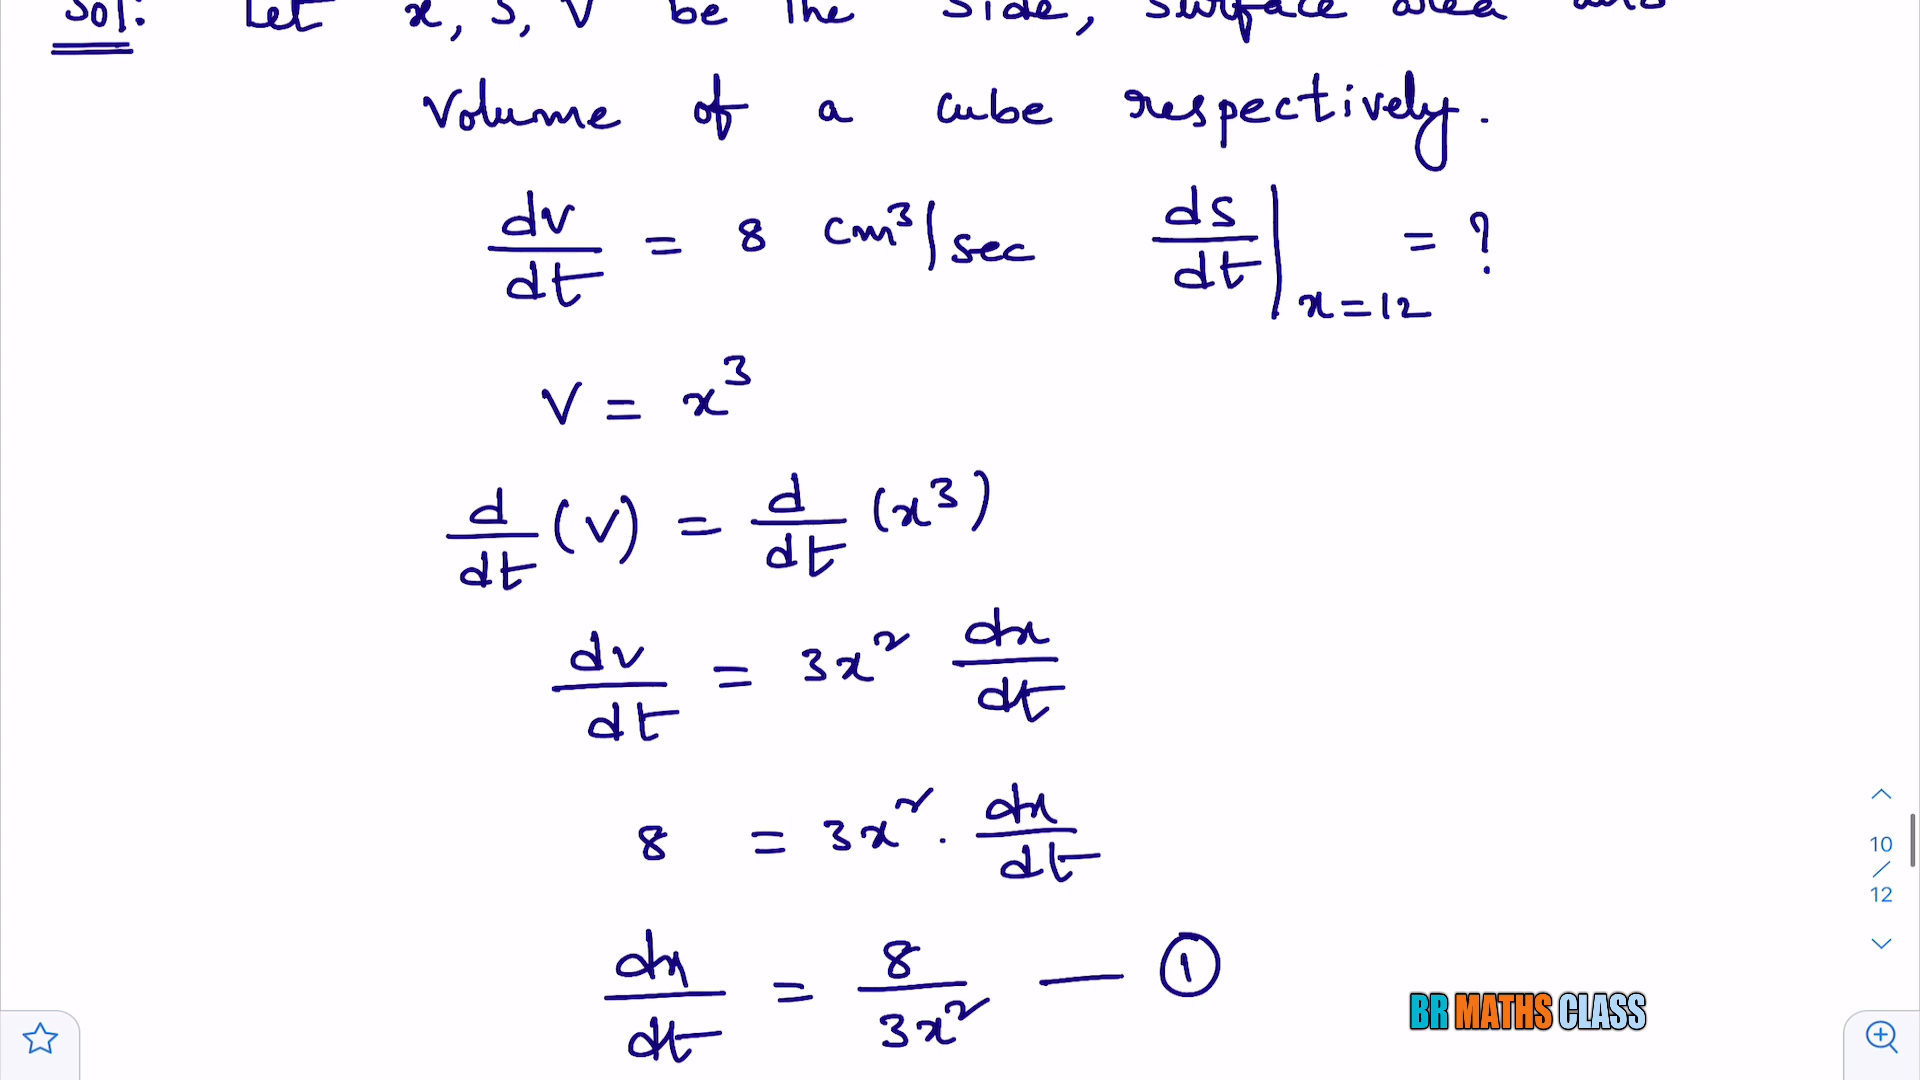 Sol: Let x, S, V be the side, surface area and
Volume of a cube respectively.
dv/dt = 8 cm³/sec ds/dt|x=12 = ?
V = x³
d/dt (V) = d/dt (x³)
dv/dt = 3x² dx/dt
8 = 3x² · dx/dt
dx/dt = 8/3x² — ①
BR MATHS CLASS
10
/
12